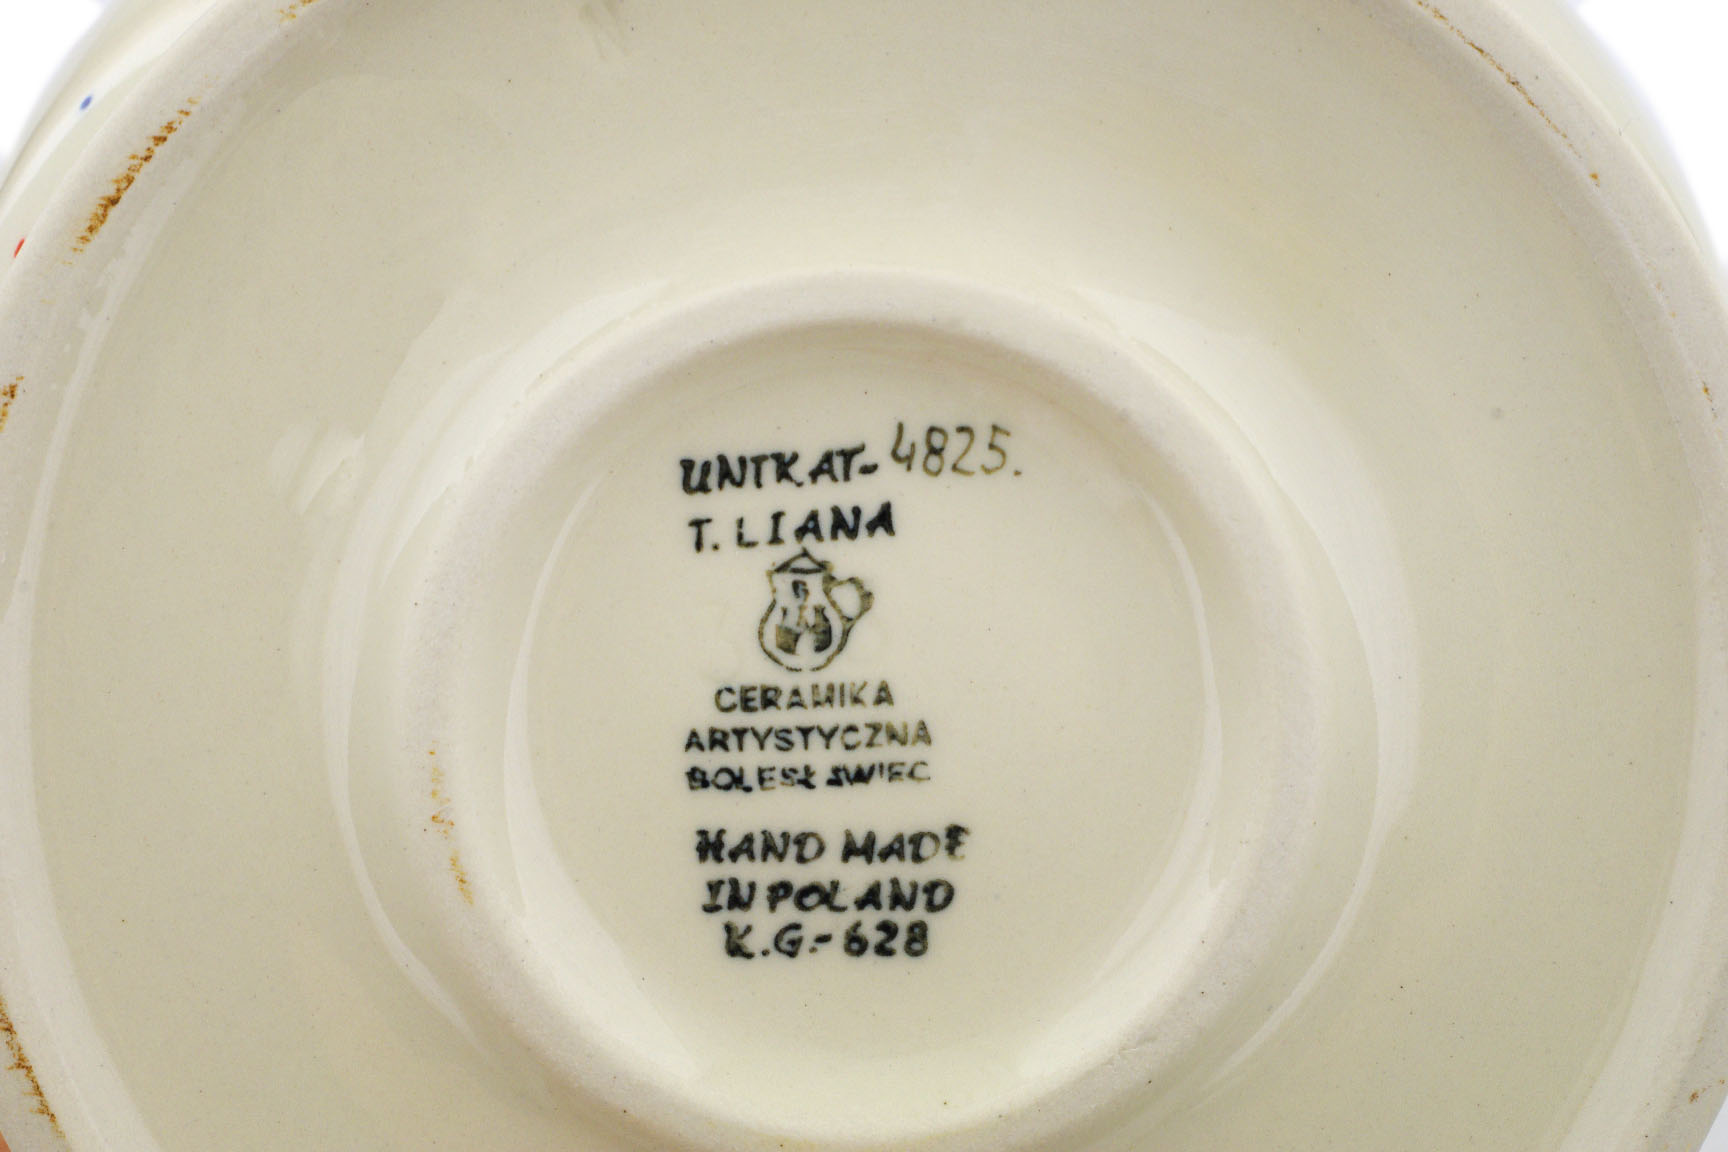 UNIKAT- 4825.
T. LIANA
CERAMIKA
ARTYSTYCZNA
BOLESŁAWIEC
HAND MADE
IN POLAND
K.G.- 628